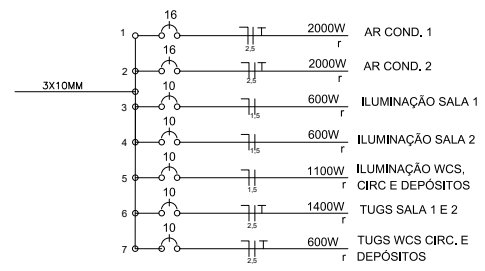 16
1 2,5 T 2000W r AR COND. 1
16
2 2,5 T 2000W r AR COND. 2
3X10MM
10
3 1,5 600W r ILUMINAÇÃO SALA 1
10
4 1,5 600W r ILUMINAÇÃO SALA 2
10
5 1,5 1100W r ILUMINAÇÃO WCS,
CIRC E DEPÓSITOS
10
6 2,5 T 1400W r TUGS SALA 1 E 2
10
7 2,5 T 600W r TUGS WCS CIRC. E
DEPÓSITOS